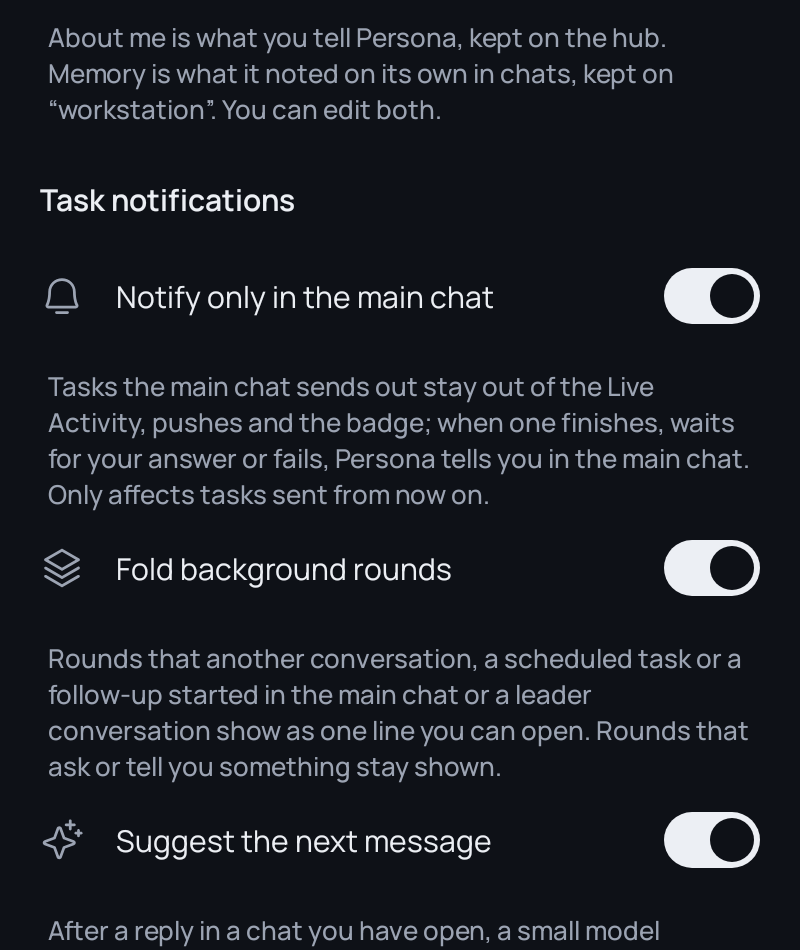 About me is what you tell Persona, kept on the hub.
Memory is what it noted on its own in chats, kept on
“workstation”. You can edit both.
Task notifications
Notify only in the main chat
Tasks the main chat sends out stay out of the Live
Activity, pushes and the badge; when one finishes, waits
for your answer or fails, Persona tells you in the main chat.
Only affects tasks sent from now on.
Fold background rounds
Rounds that another conversation, a scheduled task or a
follow-up started in the main chat or a leader
conversation show as one line you can open. Rounds that
ask or tell you something stay shown.
Suggest the next message
After a reply in a chat you have open, a small model